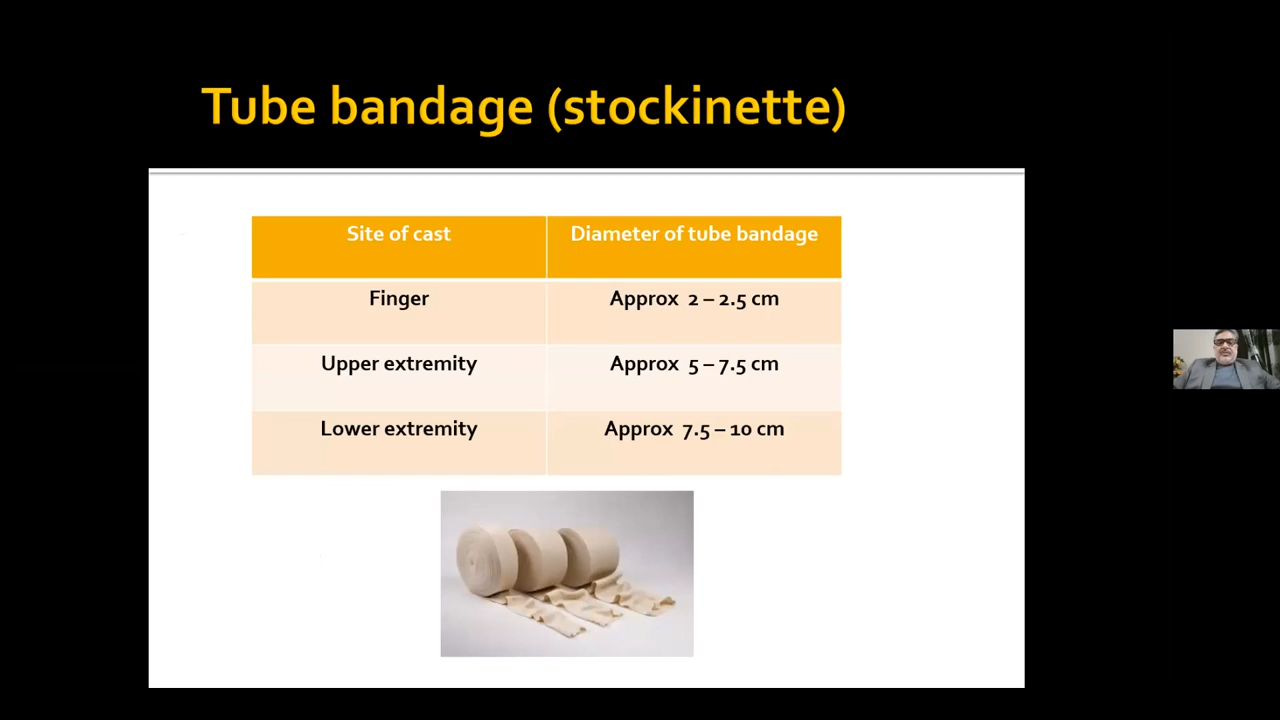 Tube bandage (stockinette)
Site of cast Diameter of tube bandage
Finger Approx 2 – 2.5 cm
Upper extremity Approx 5 – 7.5 cm
Lower extremity Approx 7.5 – 10 cm